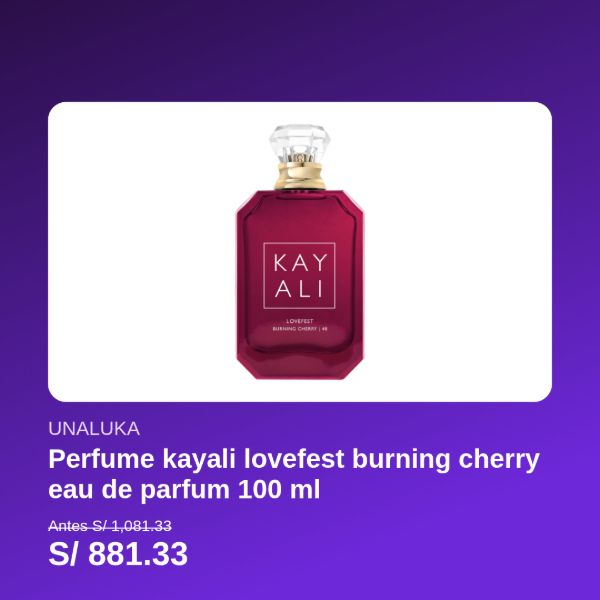 KAY
ALI
LOVEFEST
BURNING CHERRY | 48
UNALUKA
Perfume kayali lovefest burning cherry
eau de parfum 100 ml
Antes S/ 1,081.33
S/ 881.33